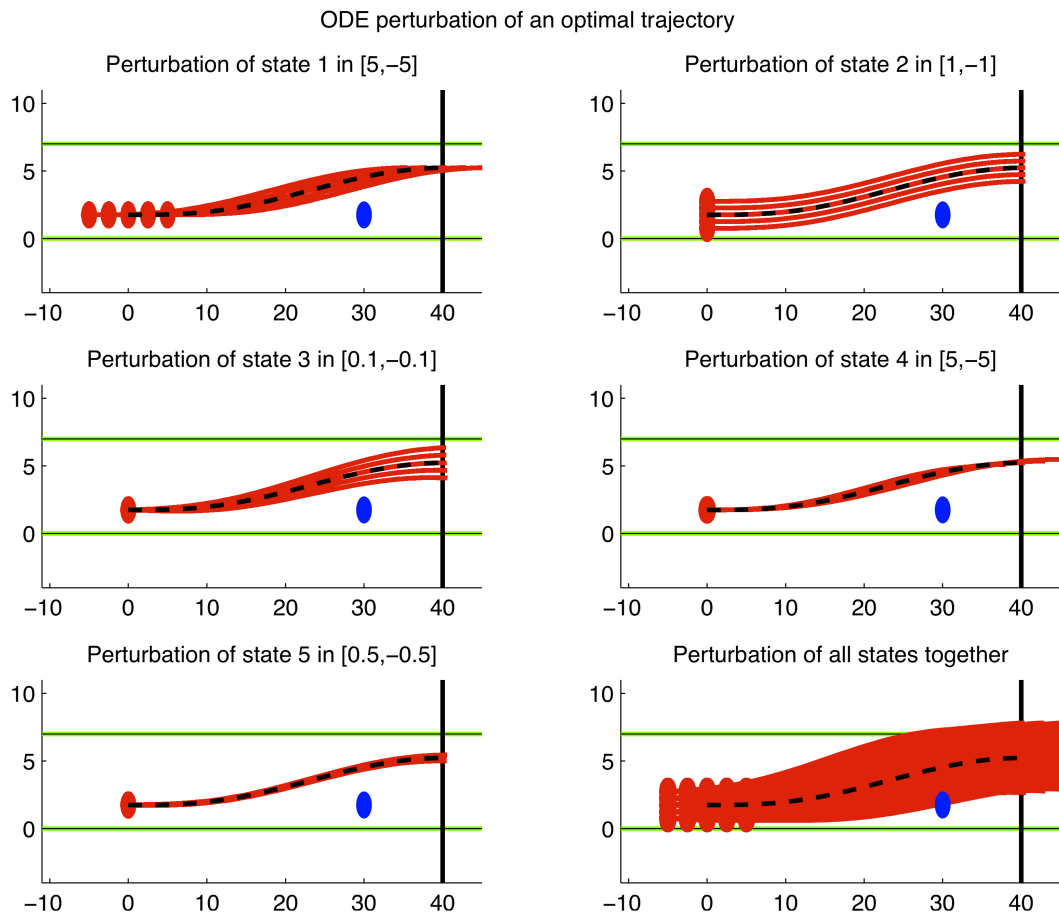 ODE perturbation of an optimal trajectory
Perturbation of state 1 in [5,−5]
10
5
0
−10 0 10 20 30 40
Perturbation of state 2 in [1,−1]
10
5
0
−10 0 10 20 30 40
Perturbation of state 3 in [0.1,−0.1]
10
5
0
−10 0 10 20 30 40
Perturbation of state 4 in [5,−5]
10
5
0
−10 0 10 20 30 40
Perturbation of state 5 in [0.5,−0.5]
10
5
0
−10 0 10 20 30 40
Perturbation of all states together
10
5
0
−10 0 10 20 30 40